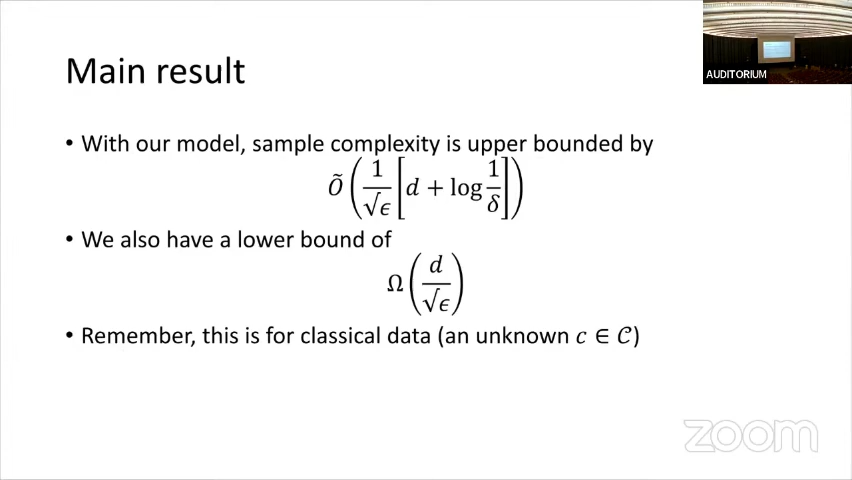 AUDITORIUM
Main result
• With our model, sample complexity is upper bounded by
Õ(1/√ϵ [d + log 1/δ])
• We also have a lower bound of
Ω(d/√ϵ)
• Remember, this is for classical data (an unknown c ∈ 𝒞)
zoom